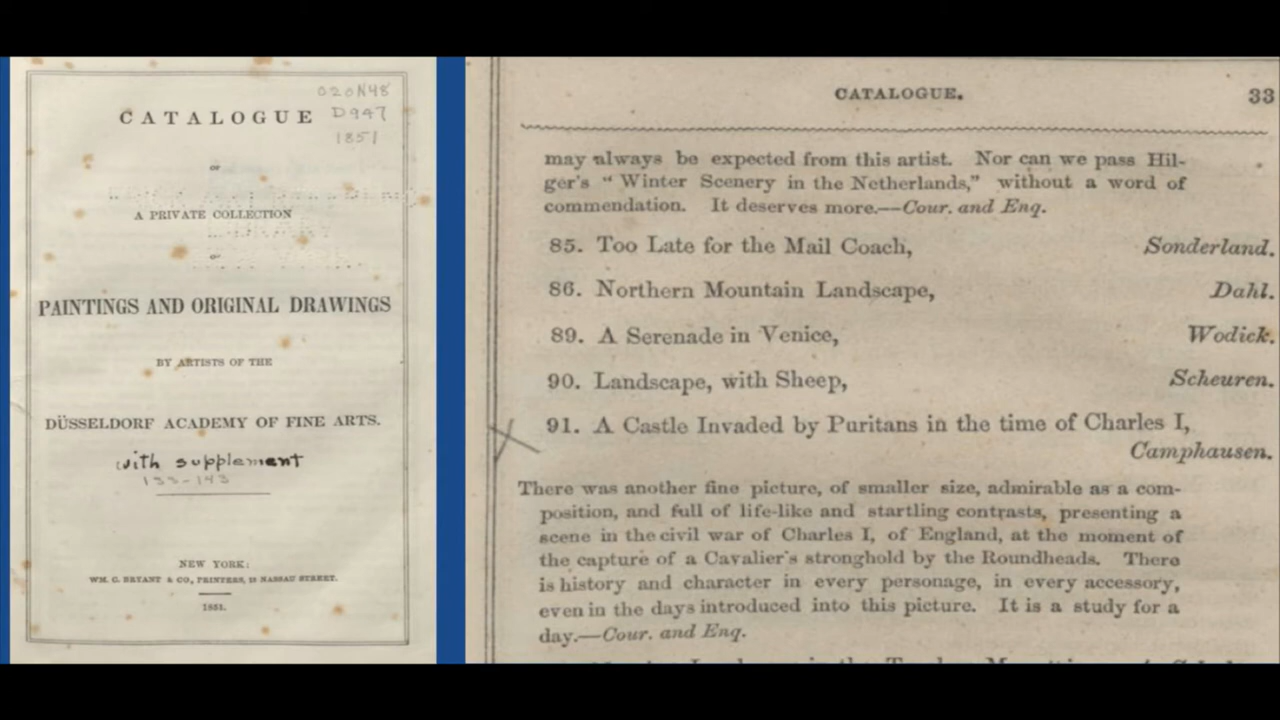 020N48
CATALOGUE D947
1851
OF
A PRIVATE COLLECTION
LIBRARY
OF
PAINTINGS AND ORIGINAL DRAWINGS
BY ARTISTS OF THE
DÜSSELDORF ACADEMY OF FINE ARTS.
with supplement
133-143
NEW YORK:
WM. C. BRYANT & CO., PRINTERS, 18 NASSAU STREET.
1851.
CATALOGUE. 33
may always be expected from this artist. Nor can we pass Hil-
ger's “ Winter Scenery in the Netherlands,” without a word of
commendation. It deserves more.—Cour. and Enq.
85. Too Late for the Mail Coach, Sonderland.
86. Northern Mountain Landscape, Dahl.
89. A Serenade in Venice, Wodick.
90. Landscape, with Sheep, Scheuren.
91. A Castle Invaded by Puritans in the time of Charles I,
Camphausen.
There was another fine picture, of smaller size, admirable as a com-
position, and full of life-like and startling contrasts, presenting a
scene in the civil war of Charles I, of England, at the moment of
the capture of a Cavalier's stronghold by the Roundheads. There
is history and character in every personage, in every accessory,
even in the days introduced into this picture. It is a study for a
day.—Cour. and Enq.